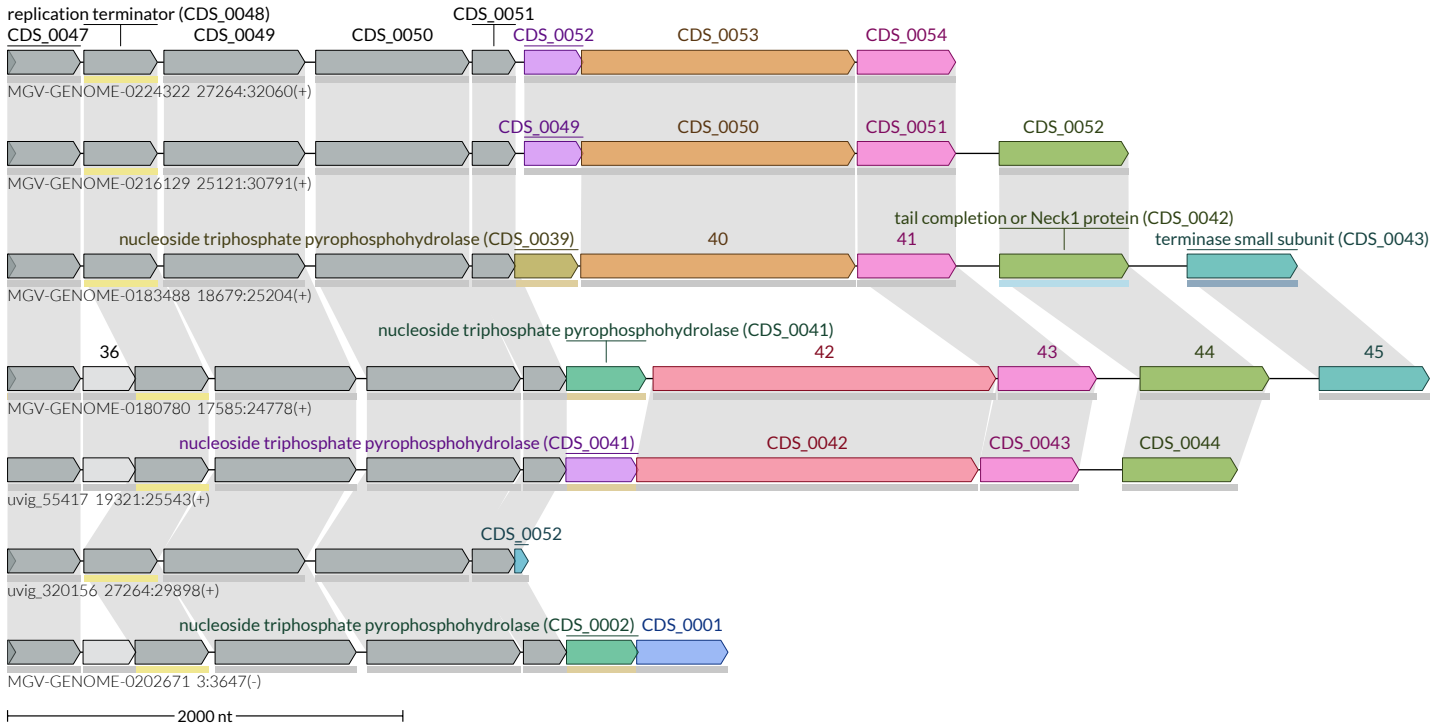 replication terminator (CDS_0048) CDS_0051
CDS_0047 CDS_0049 CDS_0050 CDS_0052 CDS_0053 CDS_0054
MGV-GENOME-0224322 27264:32060(+)
CDS_0049 CDS_0050 CDS_0051 CDS_0052
MGV-GENOME-0216129 25121:30791(+)
tail completion or Neck1 protein (CDS_0042)
nucleoside triphosphate pyrophosphohydrolase (CDS_0039) 40 41 terminase small subunit (CDS_0043)
MGV-GENOME-0183488 18679:25204(+)
nucleoside triphosphate pyrophosphohydrolase (CDS_0041)
36 42 43 44 45
MGV-GENOME-0180780 17585:24778(+)
nucleoside triphosphate pyrophosphohydrolase (CDS_0041) CDS_0042 CDS_0043 CDS_0044
uvig_55417 19321:25543(+)
CDS_0052
uvig_320156 27264:29898(+)
nucleoside triphosphate pyrophosphohydrolase (CDS_0002) CDS_0001
MGV-GENOME-0202671 3:3647(-)
2000 nt